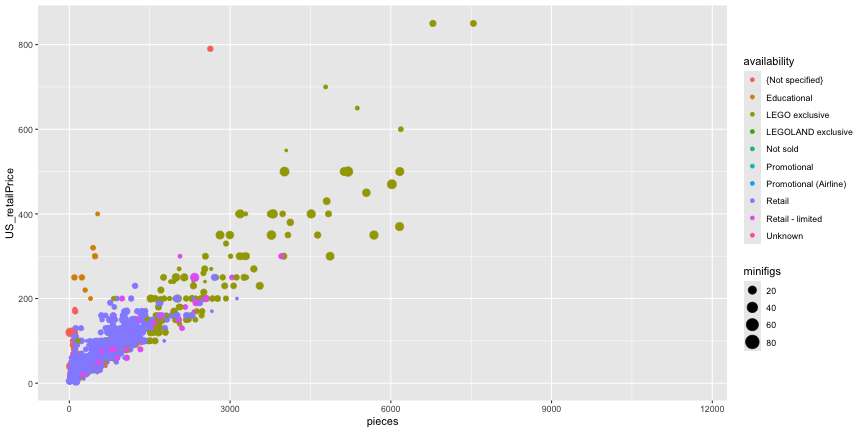 US_retailPrice
800
600
400
200
0
0
3000
6000
9000
12000
pieces
availability
{Not specified}
Educational
LEGO exclusive
LEGOLAND exclusive
Not sold
Promotional
Promotional (Airline)
Retail
Retail - limited
Unknown
minifigs
20
40
60
80